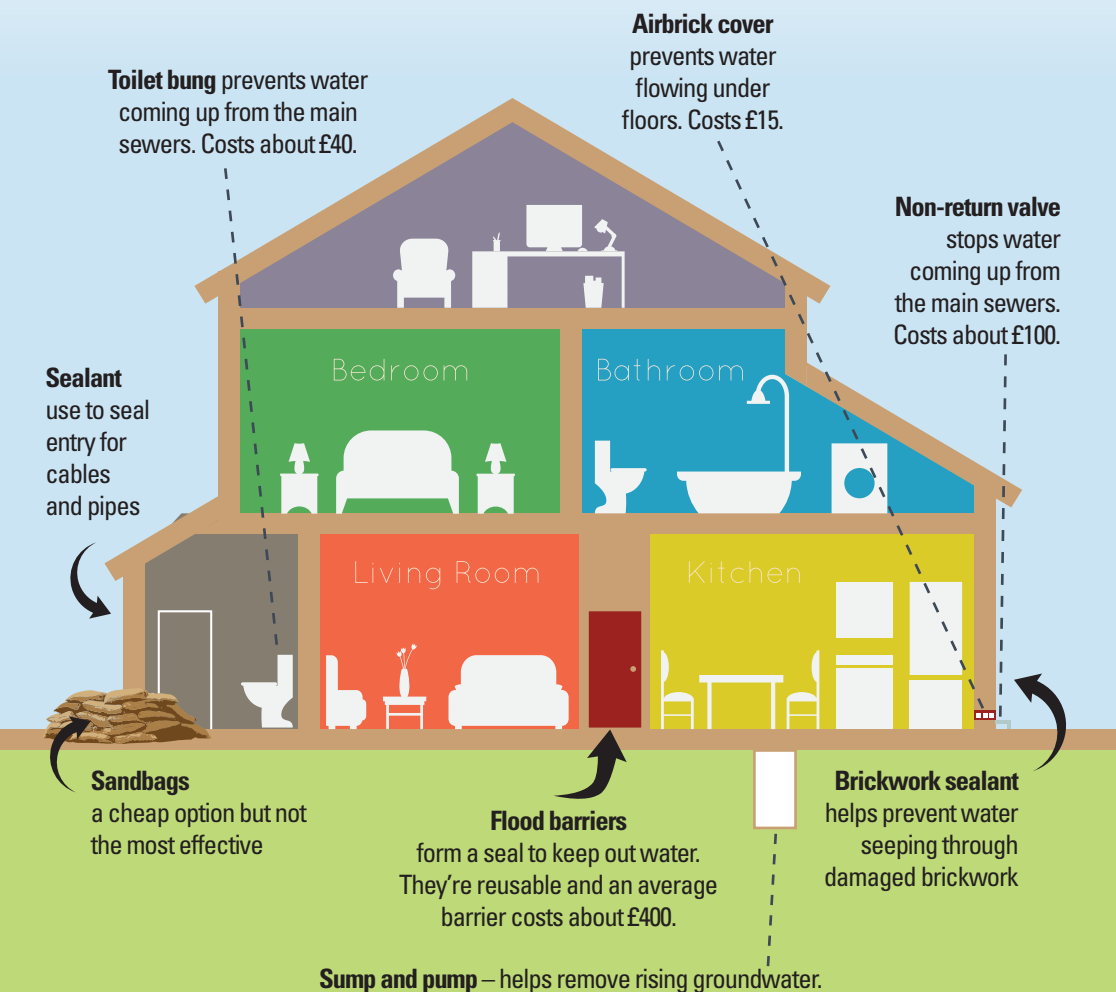 Airbrick cover
prevents water
flowing under
floors. Costs £15.
Toilet bung prevents water
coming up from the main
sewers. Costs about £40.
Non-return valve
stops water
coming up from
the main sewers.
Costs about £100.
Sealant
use to seal
entry for
cables
and pipes
Bedroom
Bathroom
Living Room
Kitchen
Sandbags
a cheap option but not
the most effective
Flood barriers
form a seal to keep out water.
They’re reusable and an average
barrier costs about £400.
Brickwork sealant
helps prevent water
seeping through
damaged brickwork
Sump and pump – helps remove rising groundwater.